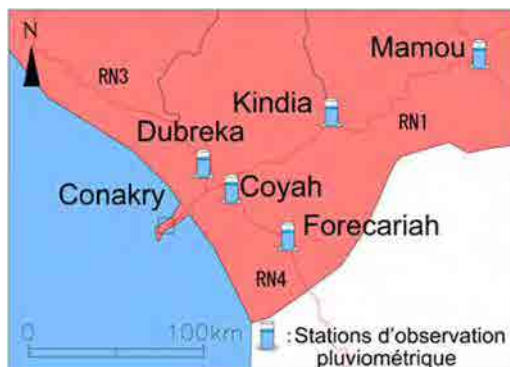 N
Mamou
RN3
Kindia
RN1
Dubreka
Conakry
Coyah
Forecariah
RN4
0
100km
: Stations d'observation
pluviométrique